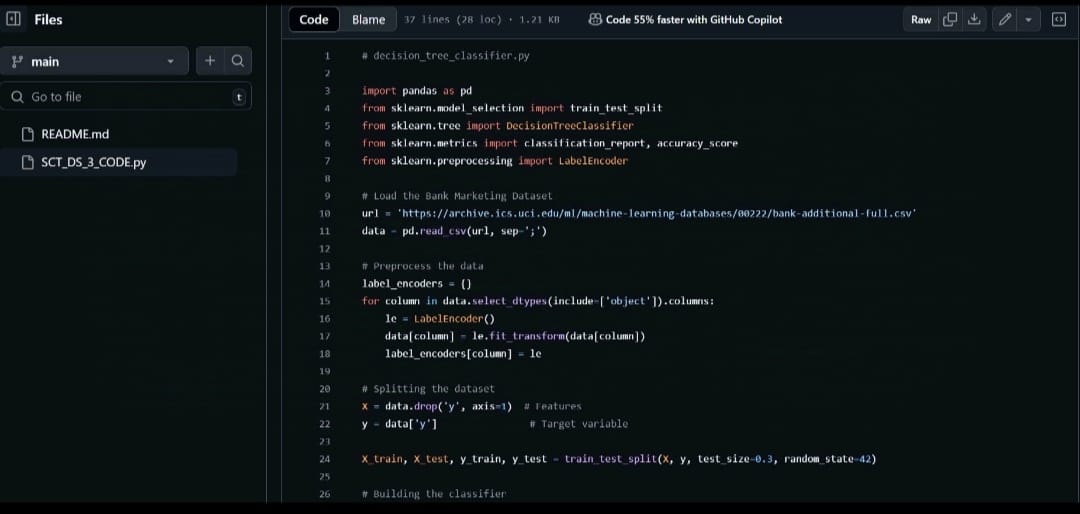 Files
main
Go to file
t
README.md
SCT_DS_3_CODE.py
Code Blame 37 lines (28 loc) · 1.21 KB Code 55% faster with GitHub Copilot Raw
1 # decision_tree_classifier.py
2
3 import pandas as pd
4 from sklearn.model_selection import train_test_split
5 from sklearn.tree import DecisionTreeClassifier
6 from sklearn.metrics import classification_report, accuracy_score
7 from sklearn.preprocessing import LabelEncoder
8
9 # Load the Bank Marketing Dataset
10 url = 'https://archive.ics.uci.edu/ml/machine-learning-databases/00222/bank-additional-full.csv'
11 data = pd.read_csv(url, sep=';')
12
13 # Preprocess the data
14 label_encoders = {}
15 for column in data.select_dtypes(include=['object']).columns:
16 le = LabelEncoder()
17 data[column] = le.fit_transform(data[column])
18 label_encoders[column] = le
19
20 # Splitting the dataset
21 X = data.drop('y', axis=1) # Features
22 y = data['y'] # Target variable
23
24 X_train, X_test, y_train, y_test = train_test_split(X, y, test_size=0.3, random_state=42)
25
26 # Building the classifier